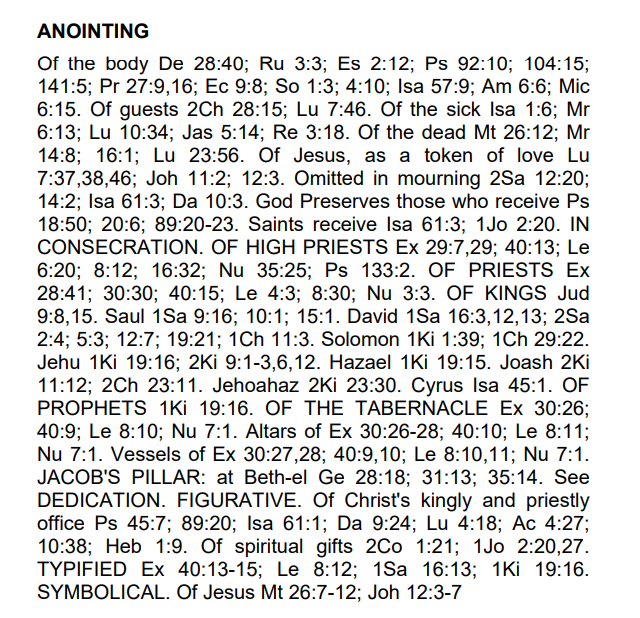 ANOINTING
Of the body De 28:40; Ru 3:3; Es 2:12; Ps 92:10; 104:15;
141:5; Pr 27:9,16; Ec 9:8; So 1:3; 4:10; Isa 57:9; Am 6:6; Mic
6:15. Of guests 2Ch 28:15; Lu 7:46. Of the sick Isa 1:6; Mr
6:13; Lu 10:34; Jas 5:14; Re 3:18. Of the dead Mt 26:12; Mr
14:8; 16:1; Lu 23:56. Of Jesus, as a token of love Lu
7:37,38,46; Joh 11:2; 12:3. Omitted in mourning 2Sa 12:20;
14:2; Isa 61:3; Da 10:3. God Preserves those who receive Ps
18:50; 20:6; 89:20-23. Saints receive Isa 61:3; 1Jo 2:20. IN
CONSECRATION. OF HIGH PRIESTS Ex 29:7,29; 40:13; Le
6:20; 8:12; 16:32; Nu 35:25; Ps 133:2. OF PRIESTS Ex
28:41; 30:30; 40:15; Le 4:3; 8:30; Nu 3:3. OF KINGS Jud
9:8,15. Saul 1Sa 9:16; 10:1; 15:1. David 1Sa 16:3,12,13; 2Sa
2:4; 5:3; 12:7; 19:21; 1Ch 11:3. Solomon 1Ki 1:39; 1Ch 29:22.
Jehu 1Ki 19:16; 2Ki 9:1-3,6,12. Hazael 1Ki 19:15. Joash 2Ki
11:12; 2Ch 23:11. Jehoahaz 2Ki 23:30. Cyrus Isa 45:1. OF
PROPHETS 1Ki 19:16. OF THE TABERNACLE Ex 30:26;
40:9; Le 8:10; Nu 7:1. Altars of Ex 30:26-28; 40:10; Le 8:11;
Nu 7:1. Vessels of Ex 30:27,28; 40:9,10; Le 8:10,11; Nu 7:1.
JACOB'S PILLAR: at Beth-el Ge 28:18; 31:13; 35:14. See
DEDICATION. FIGURATIVE. Of Christ's kingly and priestly
office Ps 45:7; 89:20; Isa 61:1; Da 9:24; Lu 4:18; Ac 4:27;
10:38; Heb 1:9. Of spiritual gifts 2Co 1:21; 1Jo 2:20,27.
TYPIFIED Ex 40:13-15; Le 8:12; 1Sa 16:13; 1Ki 19:16.
SYMBOLICAL. Of Jesus Mt 26:7-12; Joh 12:3-7